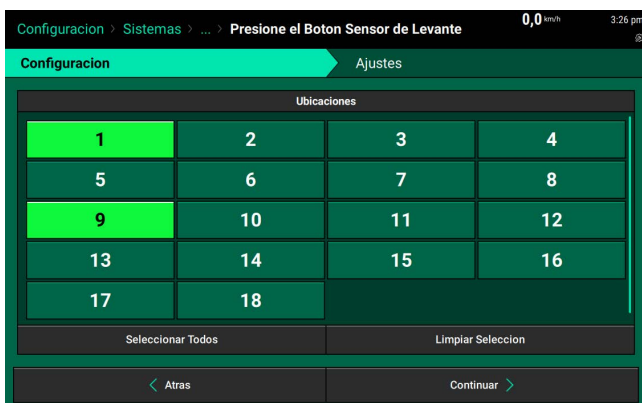 Configuracion > Sistemas > ... > Presione el Boton Sensor de Levante 0,0 km/h 3:26 pm
Configuracion Ajustes
Ubicaciones
1 2 3 4
5 6 7 8
9 10 11 12
13 14 15 16
17 18
Seleccionar Todos Limpiar Seleccion
< Atras Continuar >